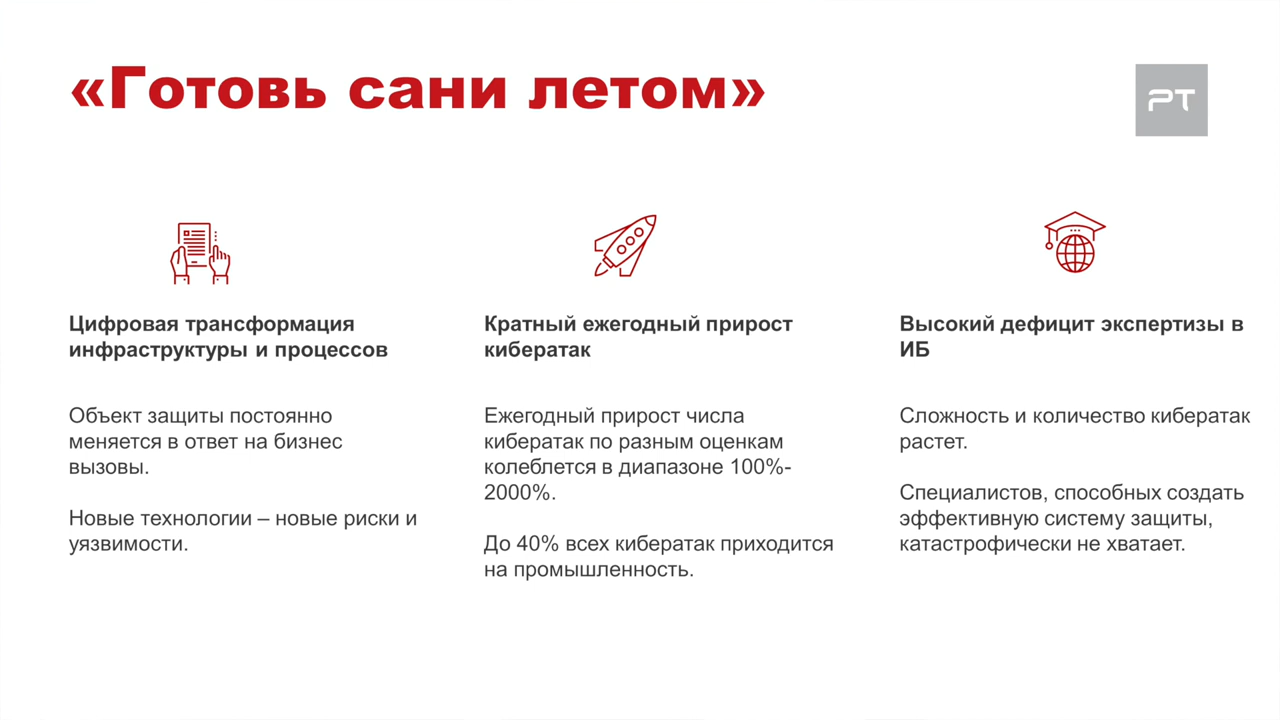 «Готовь сани летом»
PT
Цифровая трансформация
инфраструктуры и процессов
Объект защиты постоянно
меняется в ответ на бизнес
вызовы.
Новые технологии – новые риски и
уязвимости.
Кратный ежегодный прирост
кибератак
Ежегодный прирост числа
кибератак по разным оценкам
колеблется в диапазоне 100%-
2000%.
До 40% всех кибератак приходится
на промышленность.
Высокий дефицит экспертизы в
ИБ
Сложность и количество кибератак
растет.
Специалистов, способных создать
эффективную систему защиты,
катастрофически не хватает.